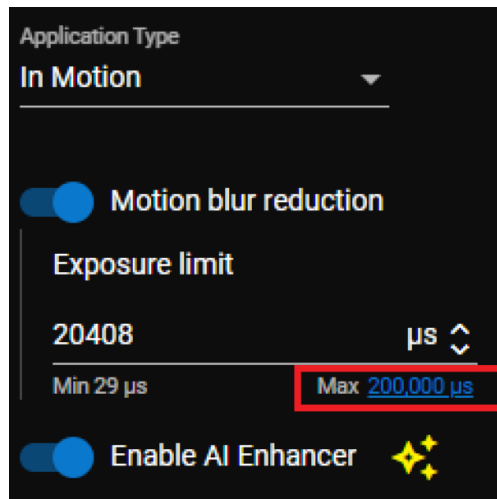 Application Type
In Motion
Motion blur reduction
Exposure limit
20408 µs
Min 29 µs Max 200,000 µs
Enable AI Enhancer